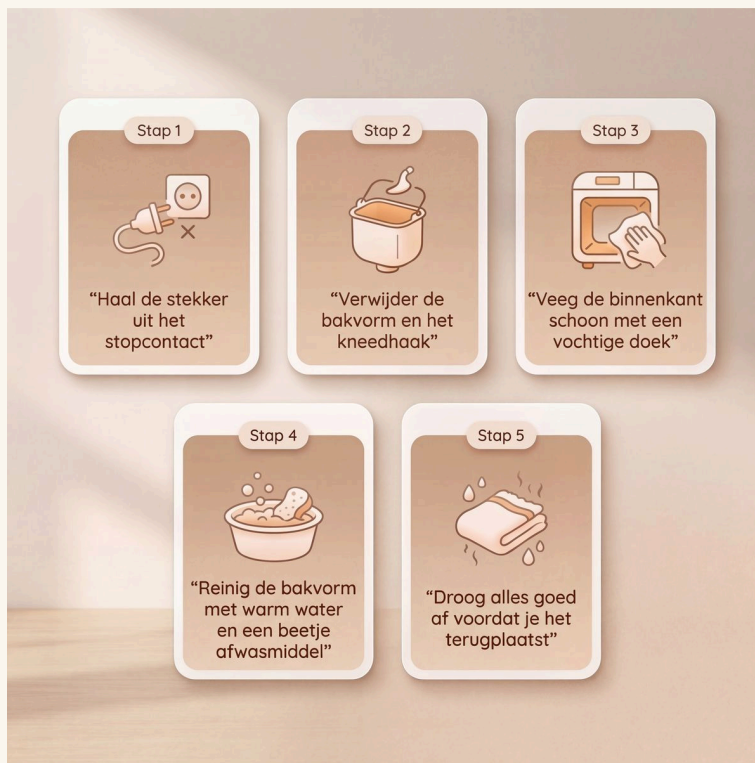 Stap 1
“Haal de stekker
uit het
stopcontact”
Stap 2
“Verwijder de
bakvorm en het
kneedhaak”
Stap 3
“Veeg de binnenkant
schoon met een
vochtige doek”
Stap 4
“Reinig de bakvorm
met warm water
en een beetje
afwasmiddel”
Stap 5
“Droog alles goed
af voordat je het
terugplaatst”